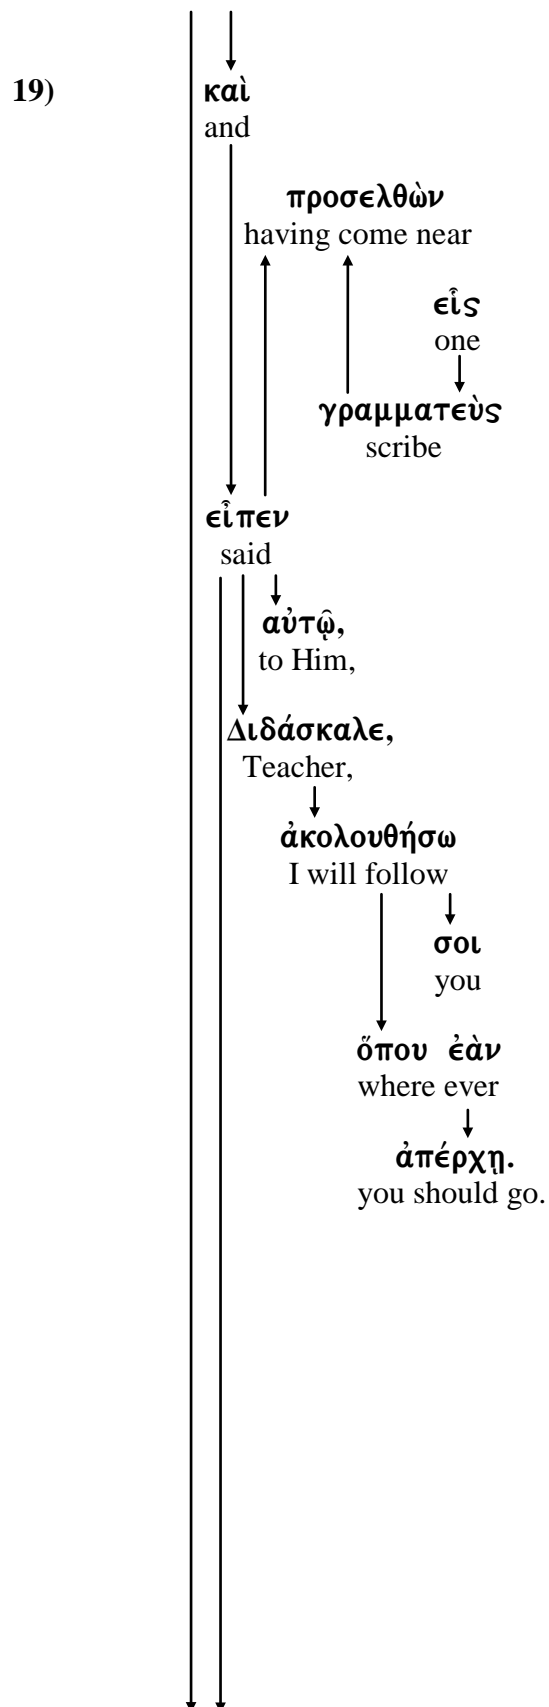 19) καὶ
and
προσελθὼν
having come near
εἷς
one
γραμματεὺς
scribe
εἶπεν
said
αὐτῷ,
to Him,
Διδάσκαλε,
Teacher,
ἀκολουθήσω
I will follow
σοι
you
ὅπου ἐὰν
where ever
ἀπέρχῃ.
you should go.